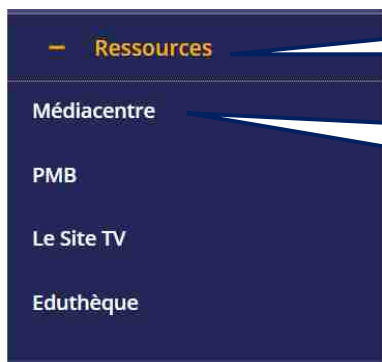 – Ressources
Médiacentre
PMB
Le Site TV
Eduthèque